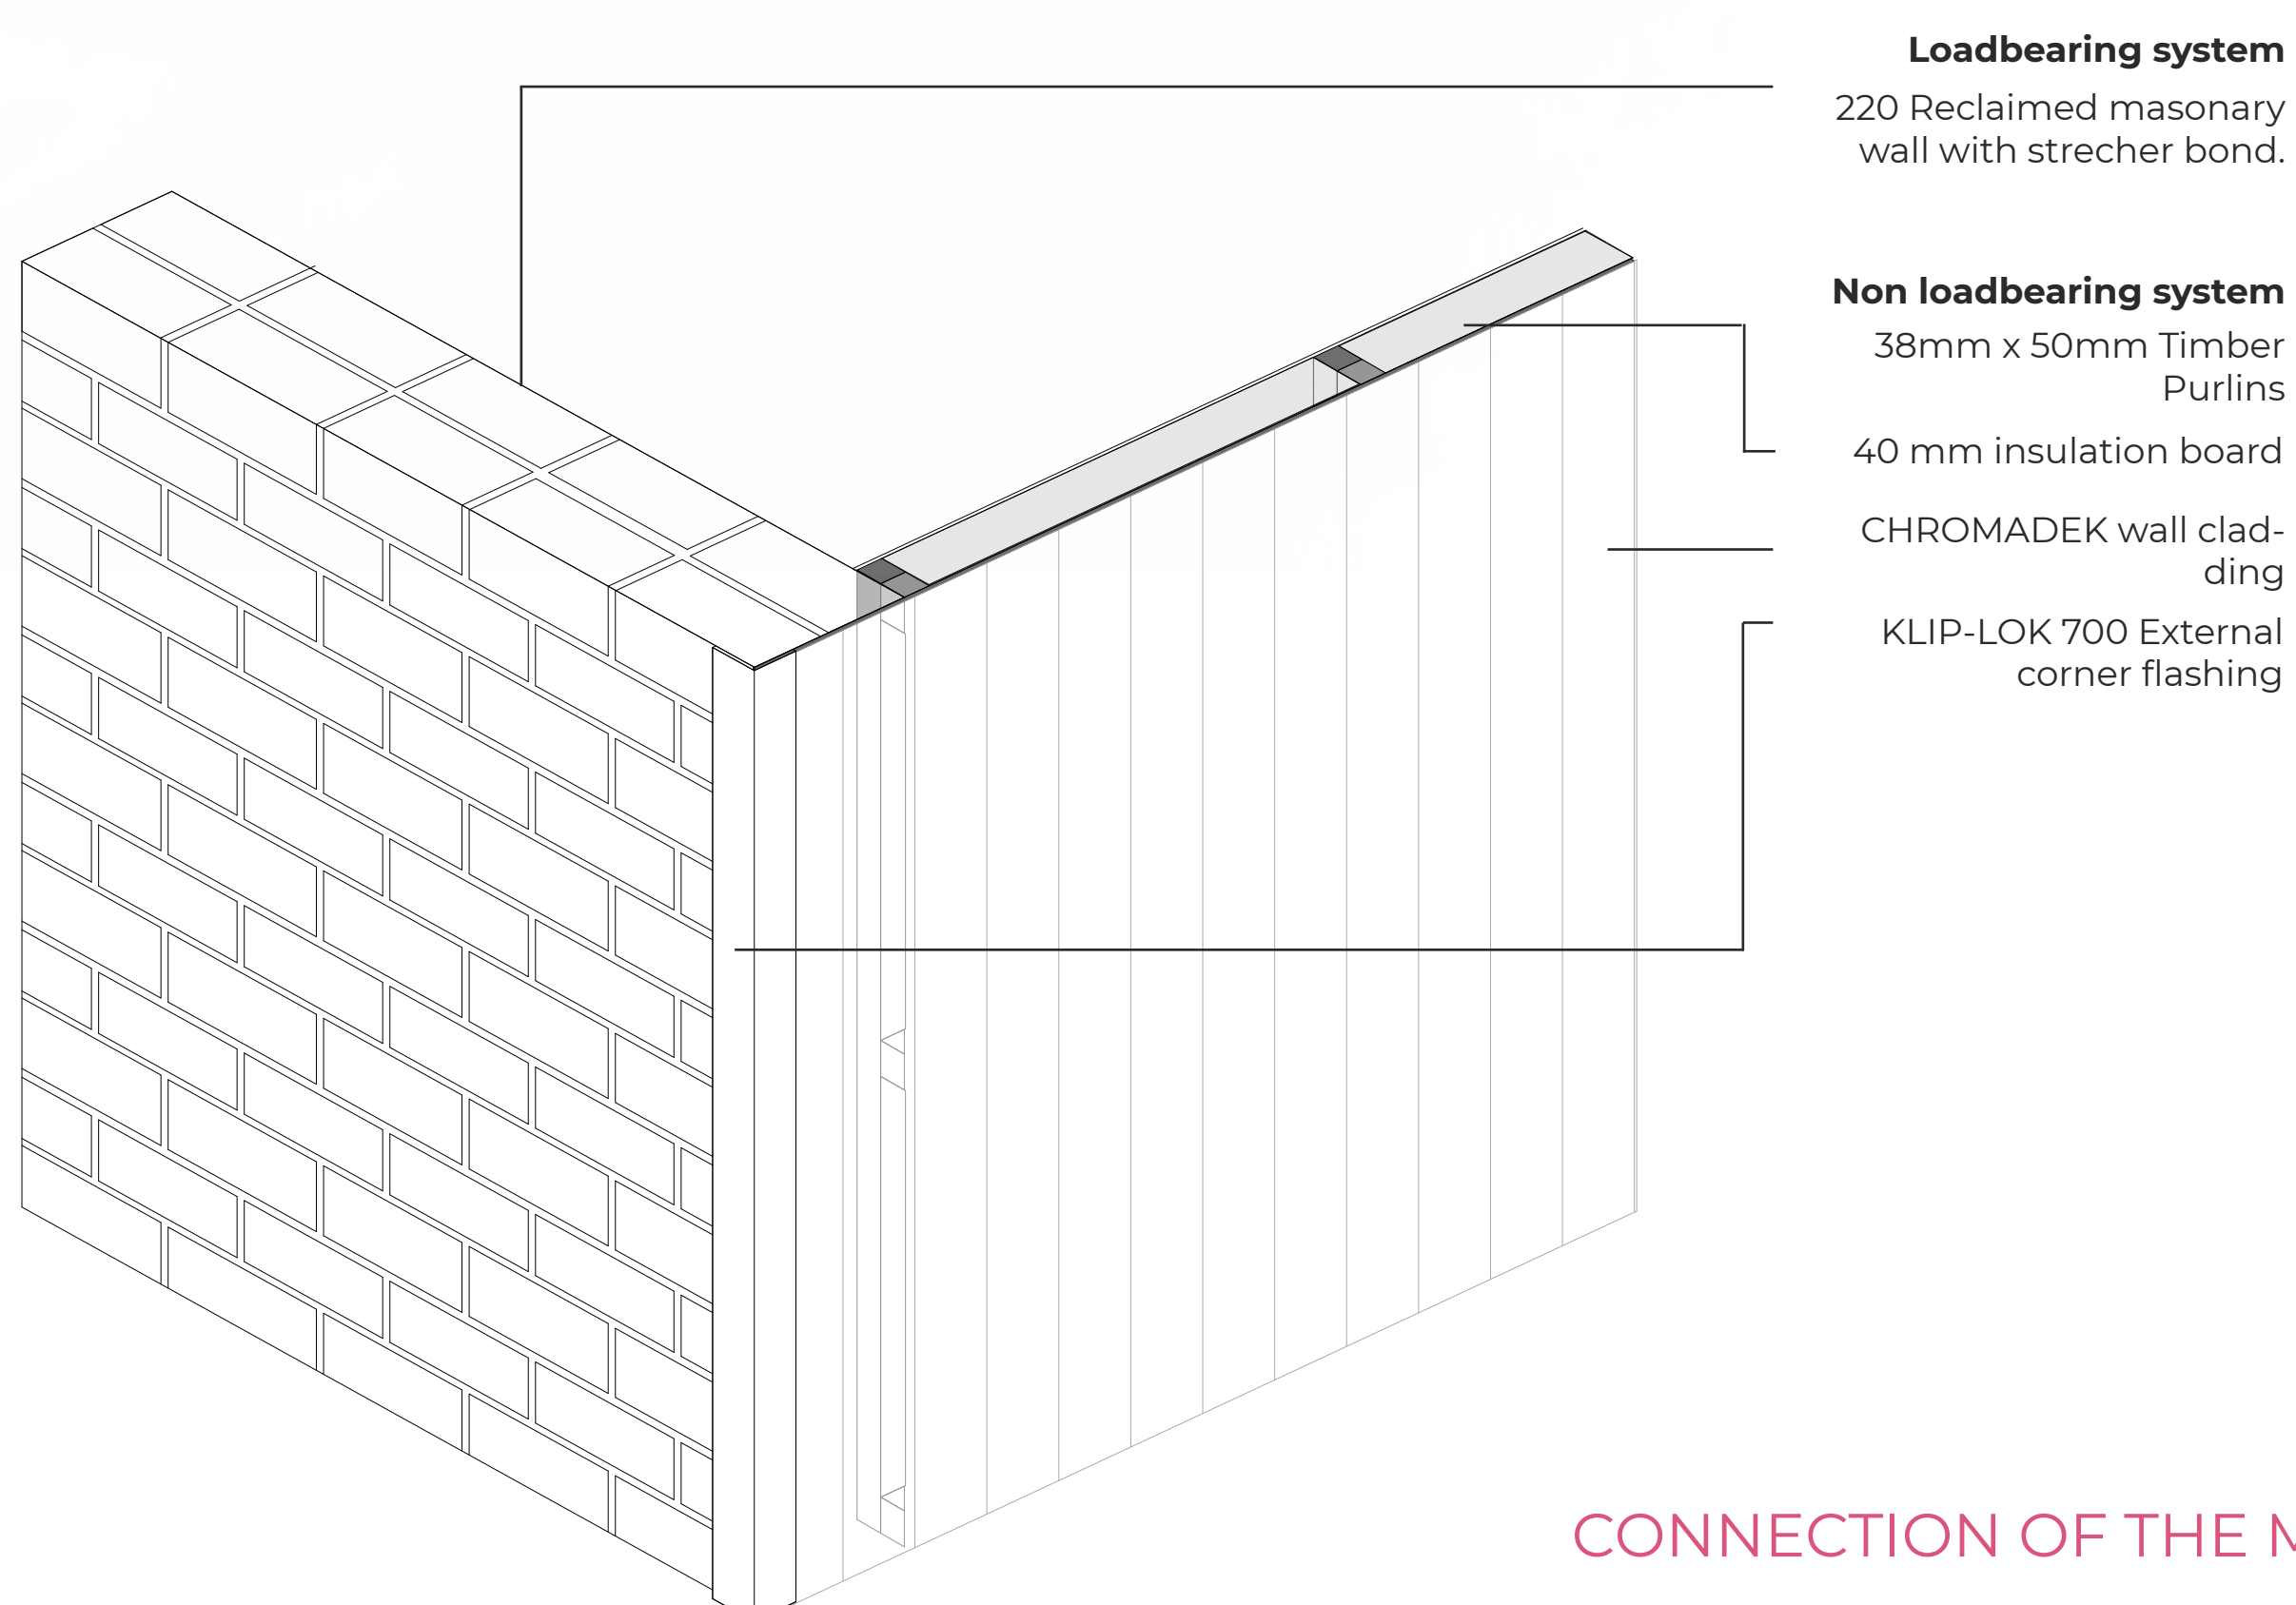 Loadbearing system
220 Reclaimed masonary
wall with strecher bond.
Non loadbearing system
38mm x 50mm Timber
Purlins
40 mm insulation board
CHROMADEK wall clad-
ding
KLIP-LOK 700 External
corner flashing
CONNECTION OF THE